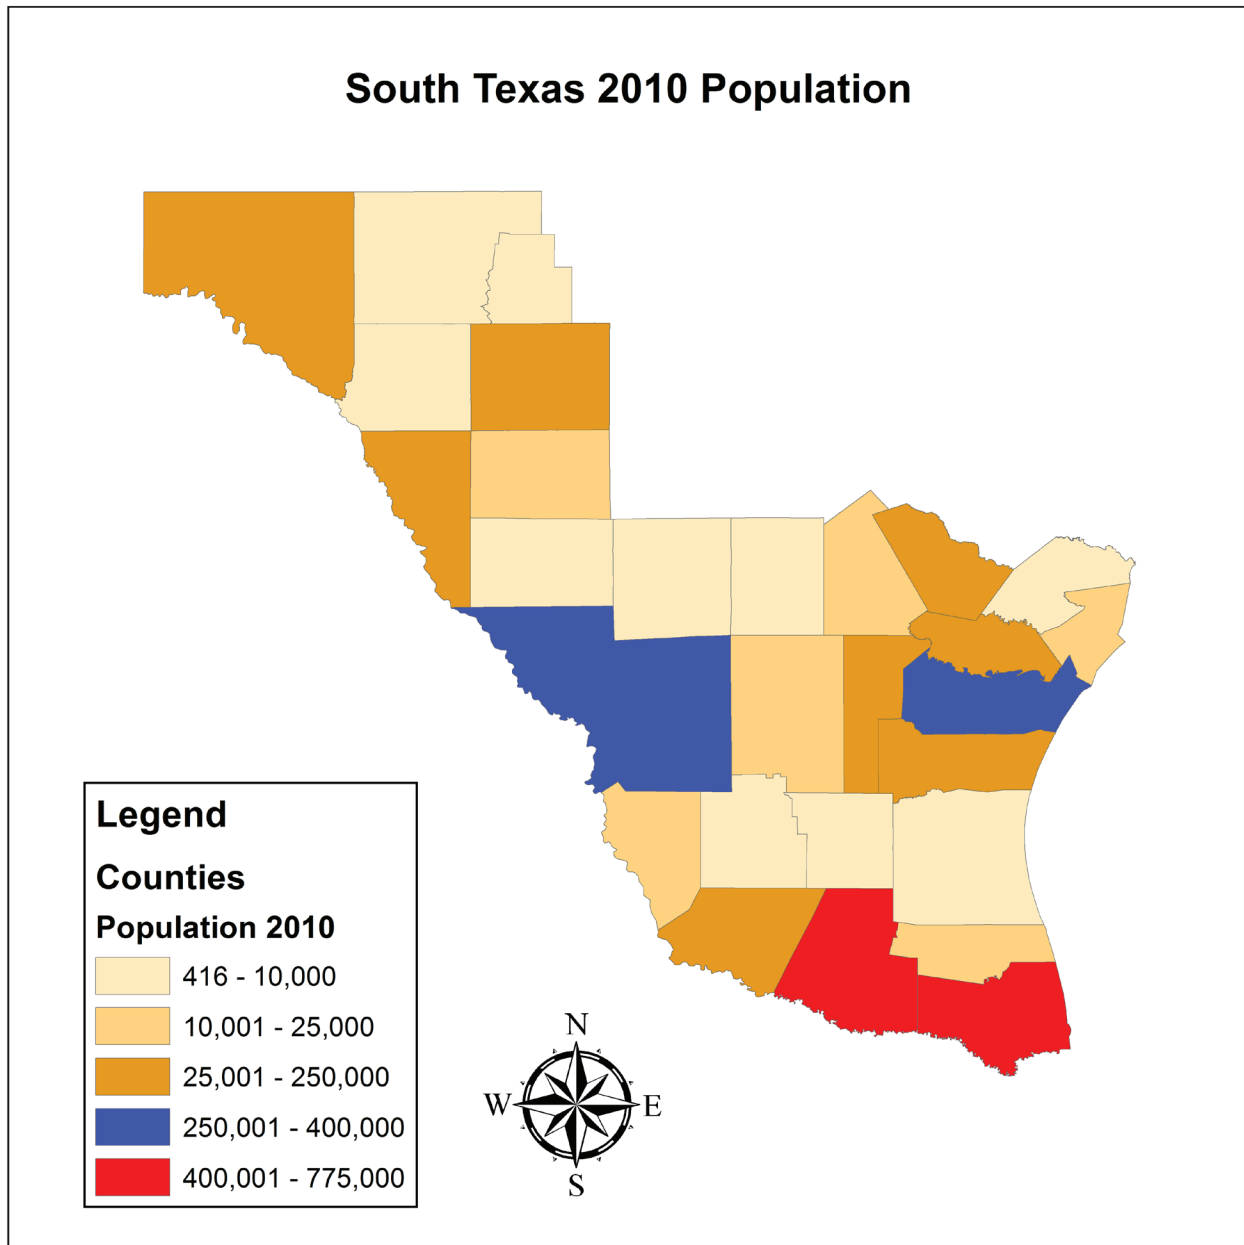 South Texas 2010 Population
Legend
Counties
Population 2010
416 - 10,000
10,001 - 25,000
25,001 - 250,000
250,001 - 400,000
400,001 - 775,000
N
W E
S